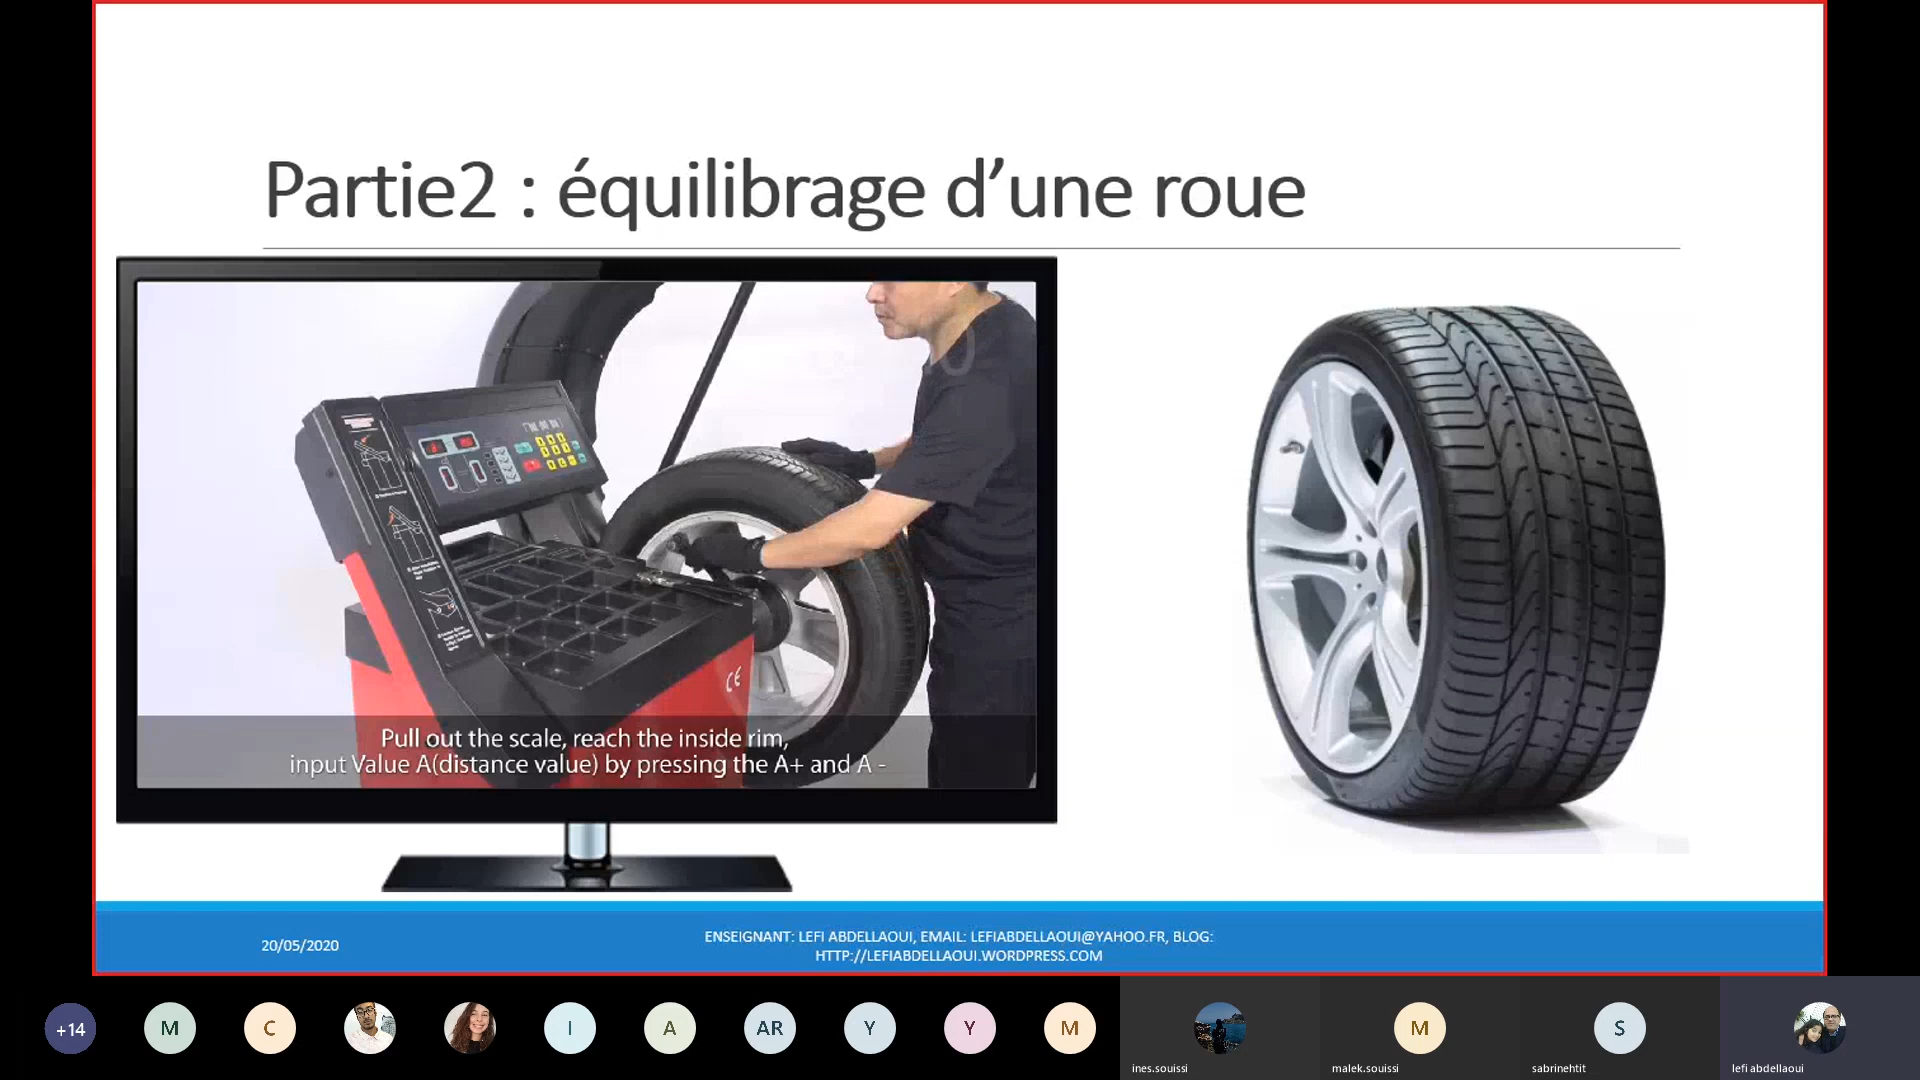 Partie2 : équilibrage d’une roue
CE
Pull out the scale, reach the inside rim,
input Value A(distance value) by pressing the A+ and A -
20/05/2020
ENSEIGNANT: LEFI ABDELLAOUI, EMAIL: LEFIABDELLAOUI@YAHOO.FR, BLOG:
HTTP://LEFIABDELLAOUI.WORDPRESS.COM
+14
M
C
I
A
AR
Y
Y
M
M
S
ines.souissi
malek.souissi
sabrinehtit
lefi abdellaoui